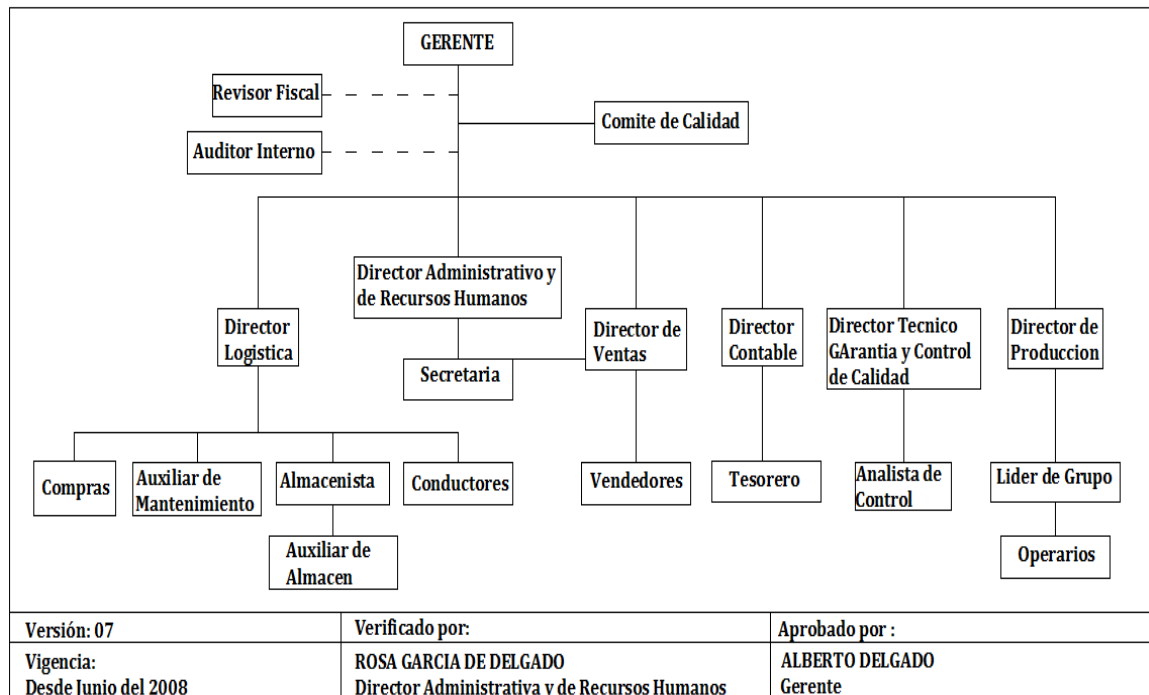 GERENTE
Revisor Fiscal
Comite de Calidad
Auditor Interno
Director Administrativo y
de Recursos Humanos
Director
Logistica
Director de
Ventas
Director
Contable
Director Tecnico
GArantia y Control
de Calidad
Director de
Produccion
Secretaria
Compras
Auxiliar de
Mantenimiento
Almacenista
Conductores
Vendedores
Tesorero
Analista de
Control
Lider de Grupo
Auxiliar de
Almacen
Operarios
Versión: 07
Verificado por:
Aprobado por :
Vigencia:
Desde Junio del 2008
ROSA GARCIA DE DELGADO
Director Administrativa y de Recursos Humanos
ALBERTO DELGADO
Gerente